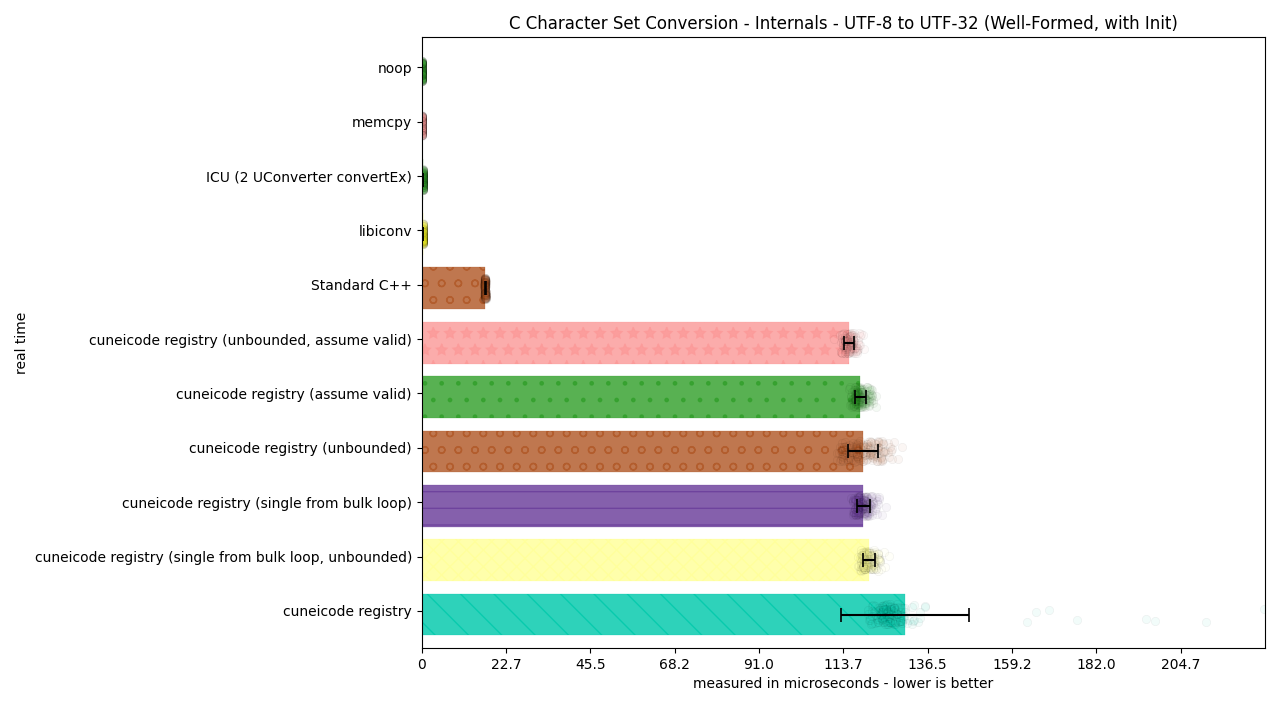 C Character Set Conversion - Internals - UTF-8 to UTF-32 (Well-Formed, with Init)
noop
memcpy
ICU (2 UConverter convertEx)
libiconv
Standard C++
real time
cuneicode registry (unbounded, assume valid)
cuneicode registry (assume valid)
cuneicode registry (unbounded)
cuneicode registry (single from bulk loop)
cuneicode registry (single from bulk loop, unbounded)
cuneicode registry
0 22.7 45.5 68.2 91.0 113.7 136.5 159.2 182.0 204.7
measured in microseconds - lower is better